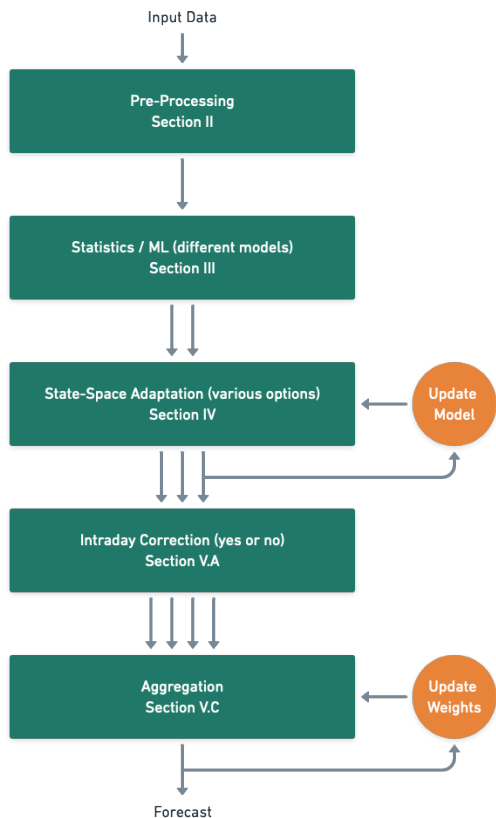 Input Data
Pre-Processing
Section II
Statistics / ML (different models)
Section III
State-Space Adaptation (various options)
Section IV
Update
Model
Intraday Correction (yes or no)
Section V.A
Aggregation
Section V.C
Update
Weights
Forecast